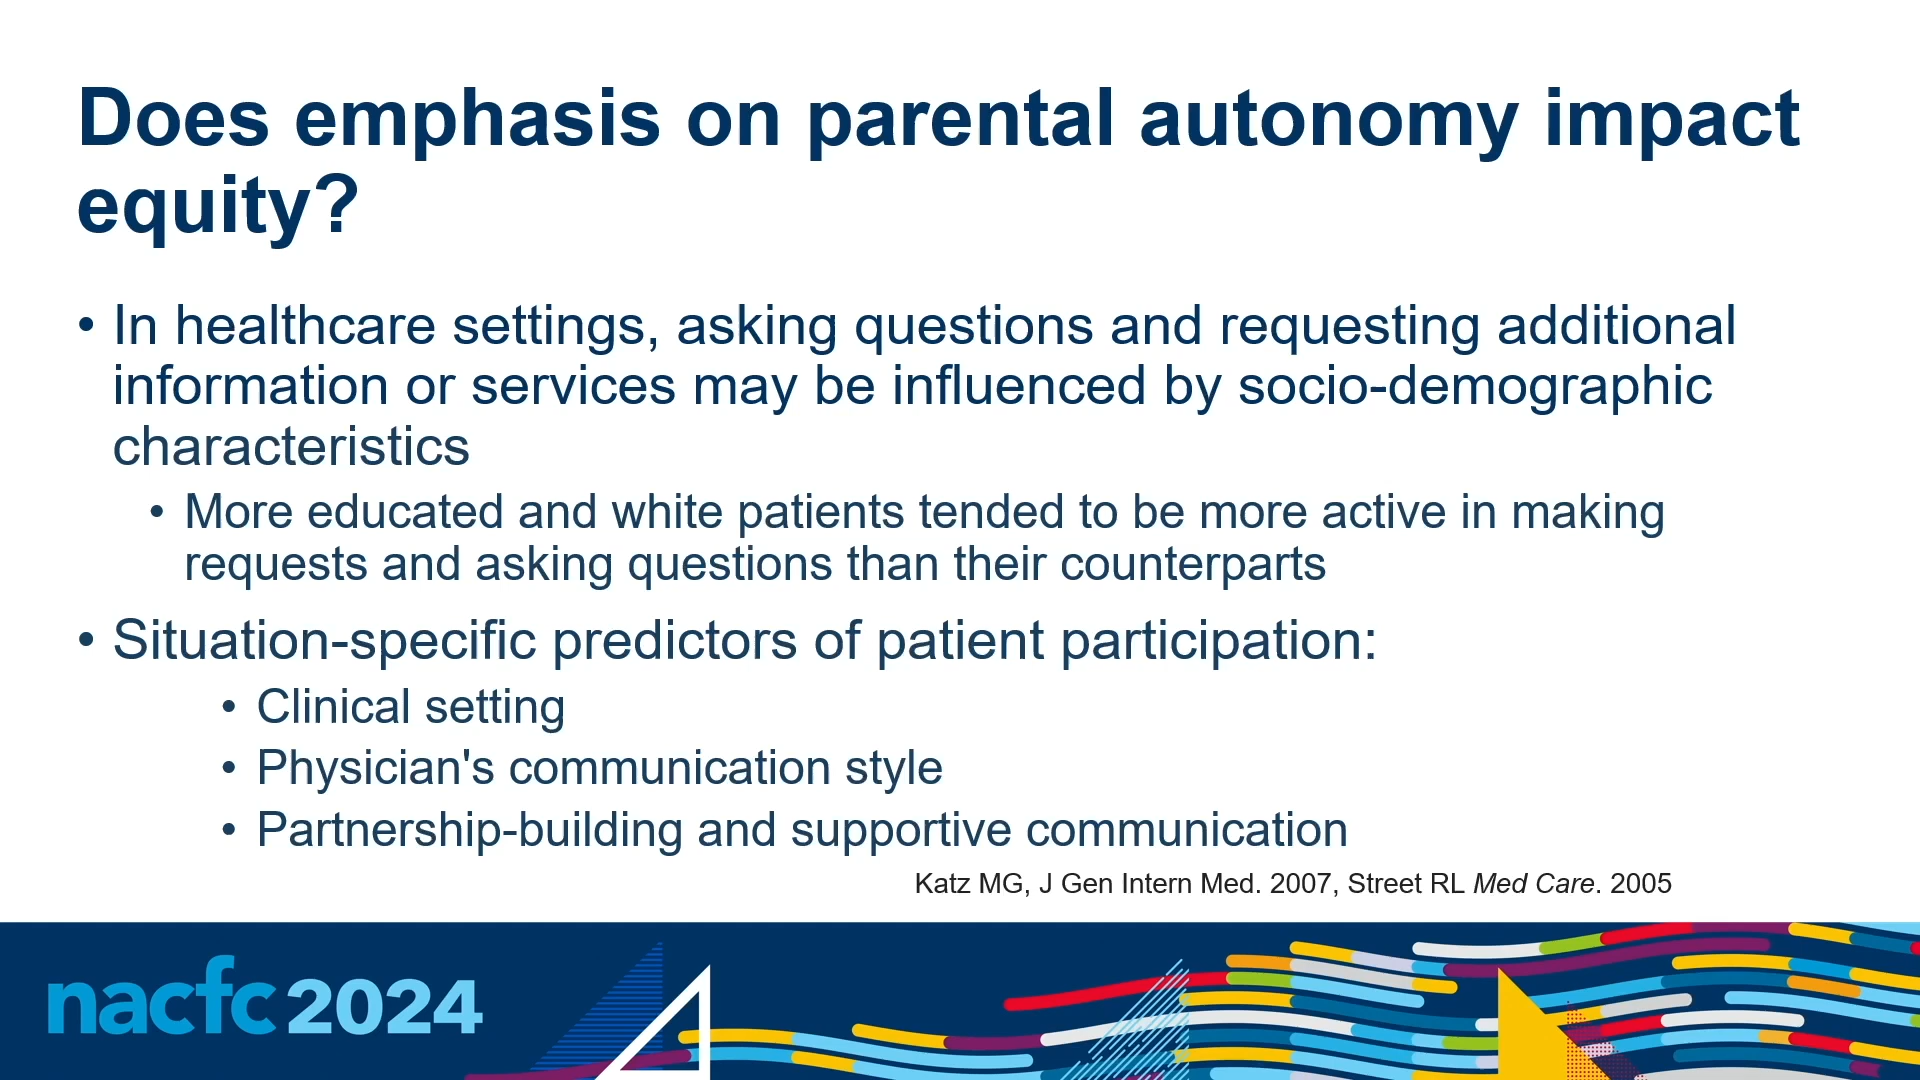 Does emphasis on parental autonomy impact
equity?
• In healthcare settings, asking questions and requesting additional
information or services may be influenced by socio-demographic
characteristics
• More educated and white patients tended to be more active in making
requests and asking questions than their counterparts
• Situation-specific predictors of patient participation:
• Clinical setting
• Physician's communication style
• Partnership-building and supportive communication
Katz MG, J Gen Intern Med. 2007, Street RL Med Care. 2005
nacfc 2024